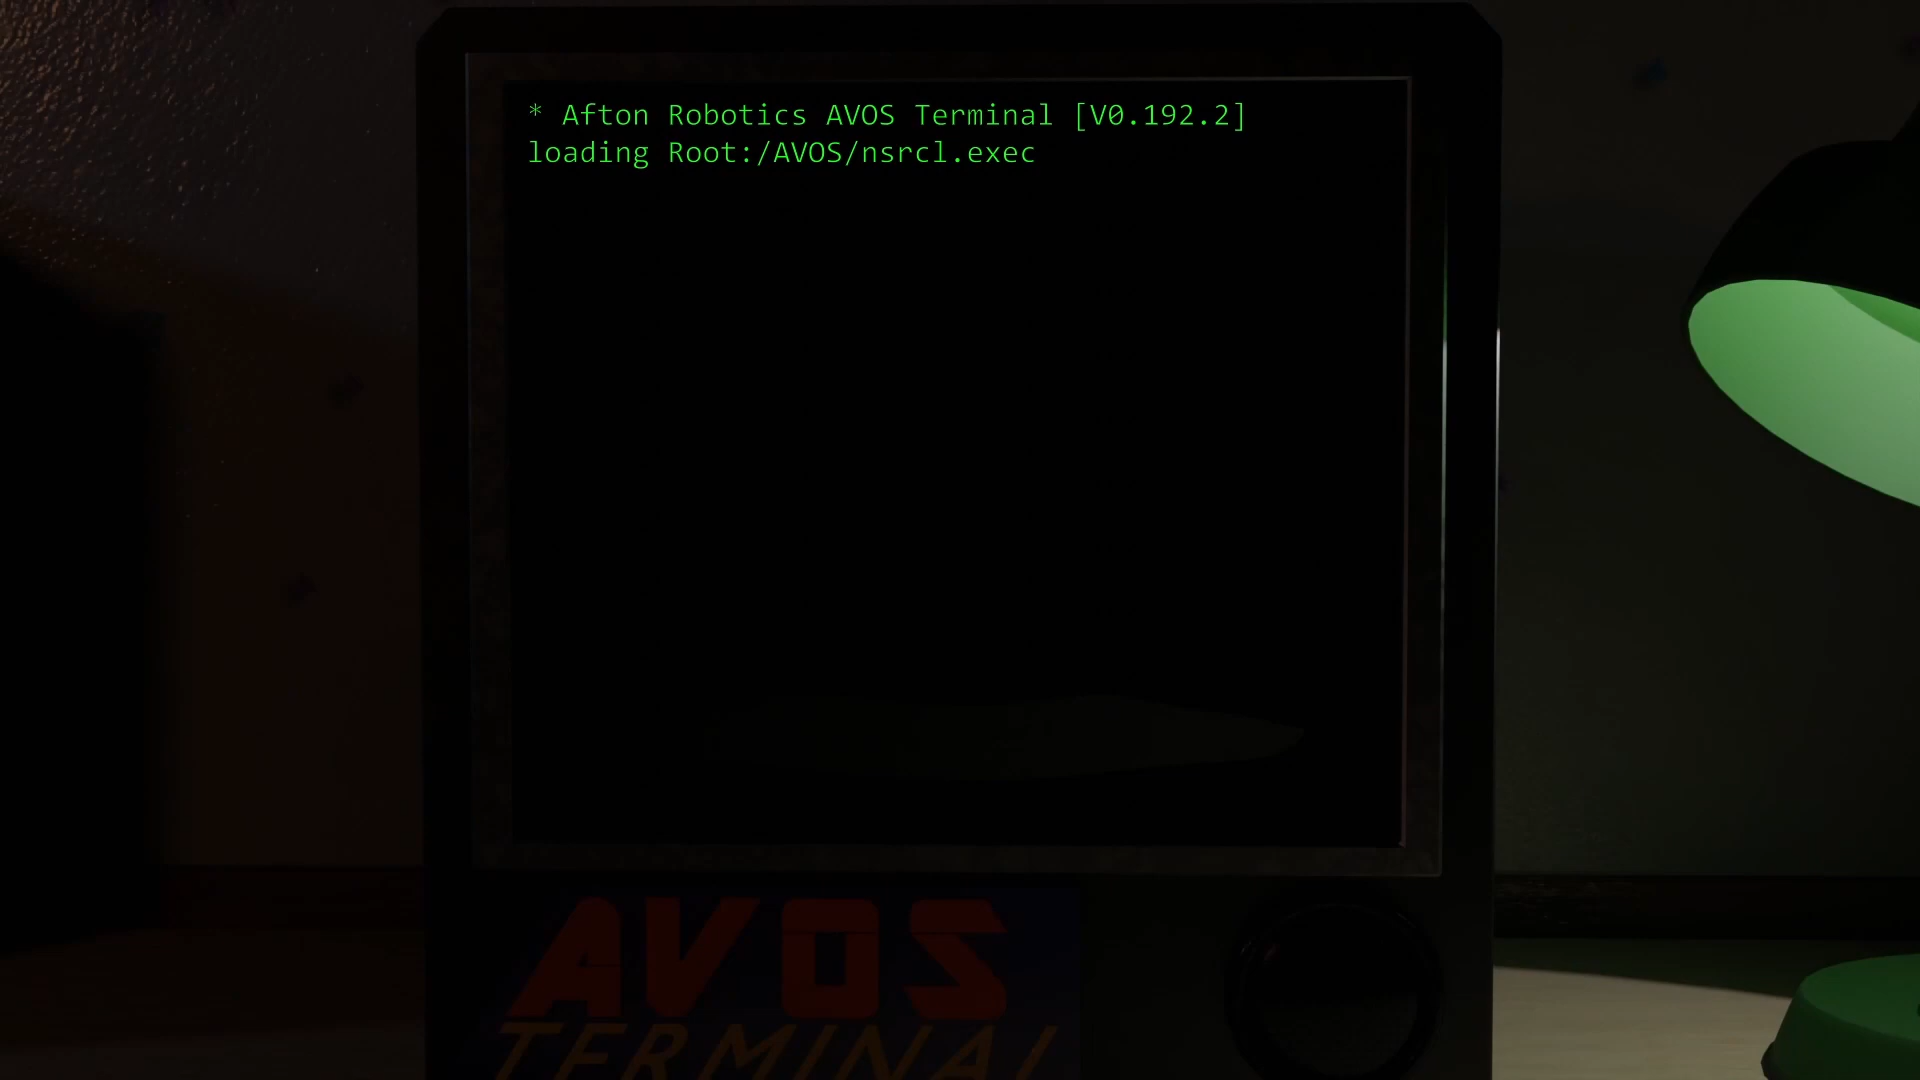 * Afton Robotics AVOS Terminal [V0.192.2]
loading Root:/AVOS/nsrcl.exec
AVOS
TERMINAL